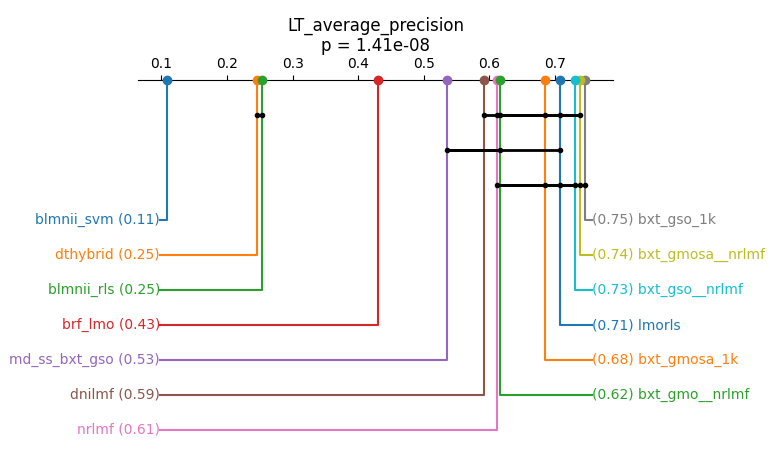 LT_average_precision
p = 1.41e-08
0.1 0.2 0.3 0.4 0.5 0.6 0.7
blmnii_svm (0.11) (0.75) bxt_gso_1k
dthybrid (0.25) (0.74) bxt_gmosa__nrlmf
blmnii_rls (0.25) (0.73) bxt_gso__nrlmf
brf_lmo (0.43) (0.71) lmorls
md_ss_bxt_gso (0.53) (0.68) bxt_gmosa_1k
dnilmf (0.59) (0.62) bxt_gmo__nrlmf
nrlmf (0.61)